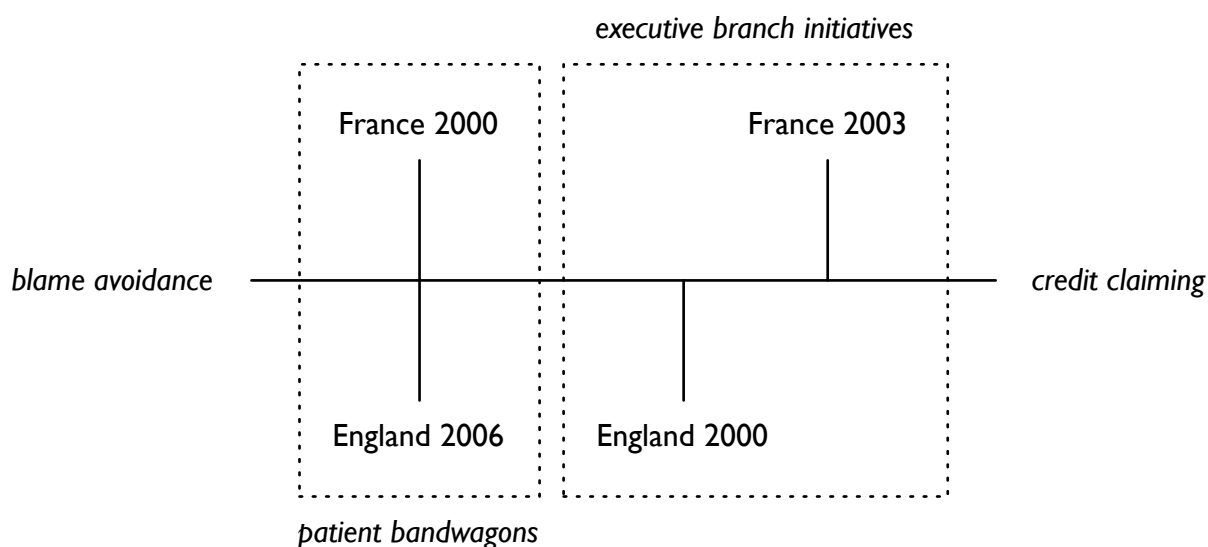 executive branch initiatives
France 2000
France 2003
blame avoidance
credit claiming
England 2006
England 2000
patient bandwagons